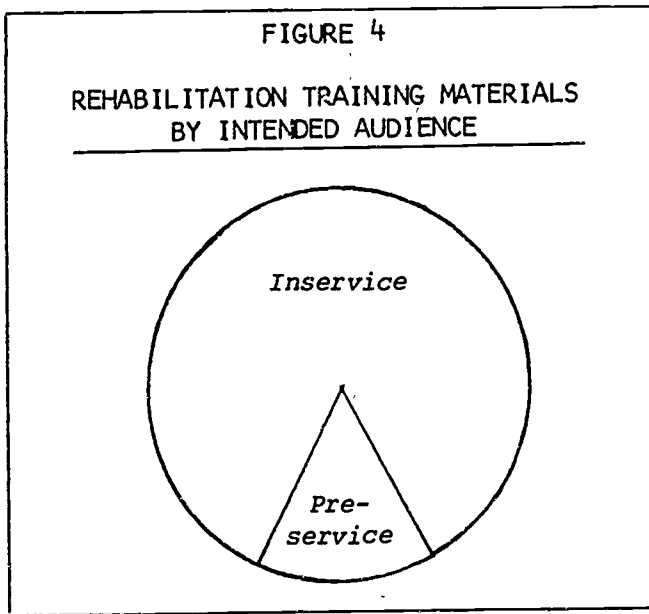 FIGURE 4
REHABILITATION TRAINING MATERIALS
BY INTENDED AUDIENCE
Inservice
Pre-
service